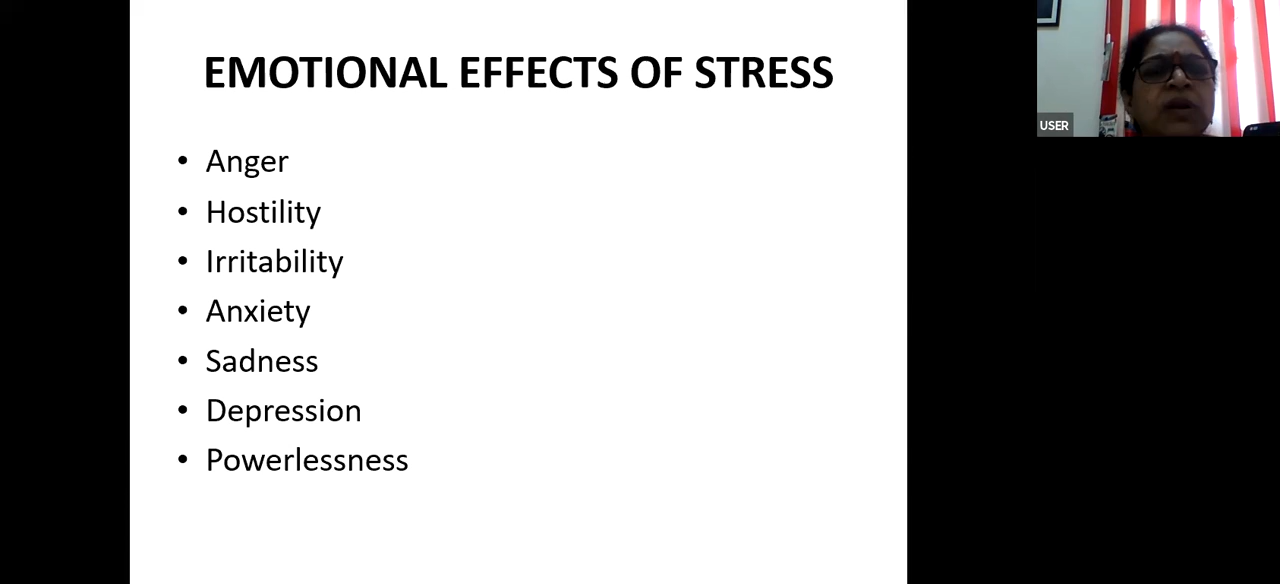 EMOTIONAL EFFECTS OF STRESS
• Anger
• Hostility
• Irritability
• Anxiety
• Sadness
• Depression
• Powerlessness
USER